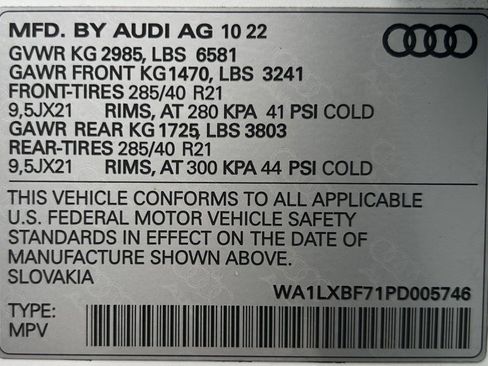 MFD. BY AUDI AG 10 22
GVWR KG 2985, LBS 6581
GAWR FRONT KG1470, LBS 3241
FRONT-TIRES 285/40 R21
9,5JX21 RIMS, AT 280 KPA 41 PSI COLD
GAWR REAR KG 1725, LBS 3803
REAR-TIRES 285/40 R21
9,5JX21 RIMS, AT 300 KPA 44 PSI COLD
THIS VEHICLE CONFORMS TO ALL APPLICABLE
U.S. FEDERAL MOTOR VEHICLE SAFETY
STANDARDS IN EFFECT ON THE DATE OF
MANUFACTURE SHOWN ABOVE.
SLOVAKIA
WA1LXBF71PD005746
TYPE:
MPV